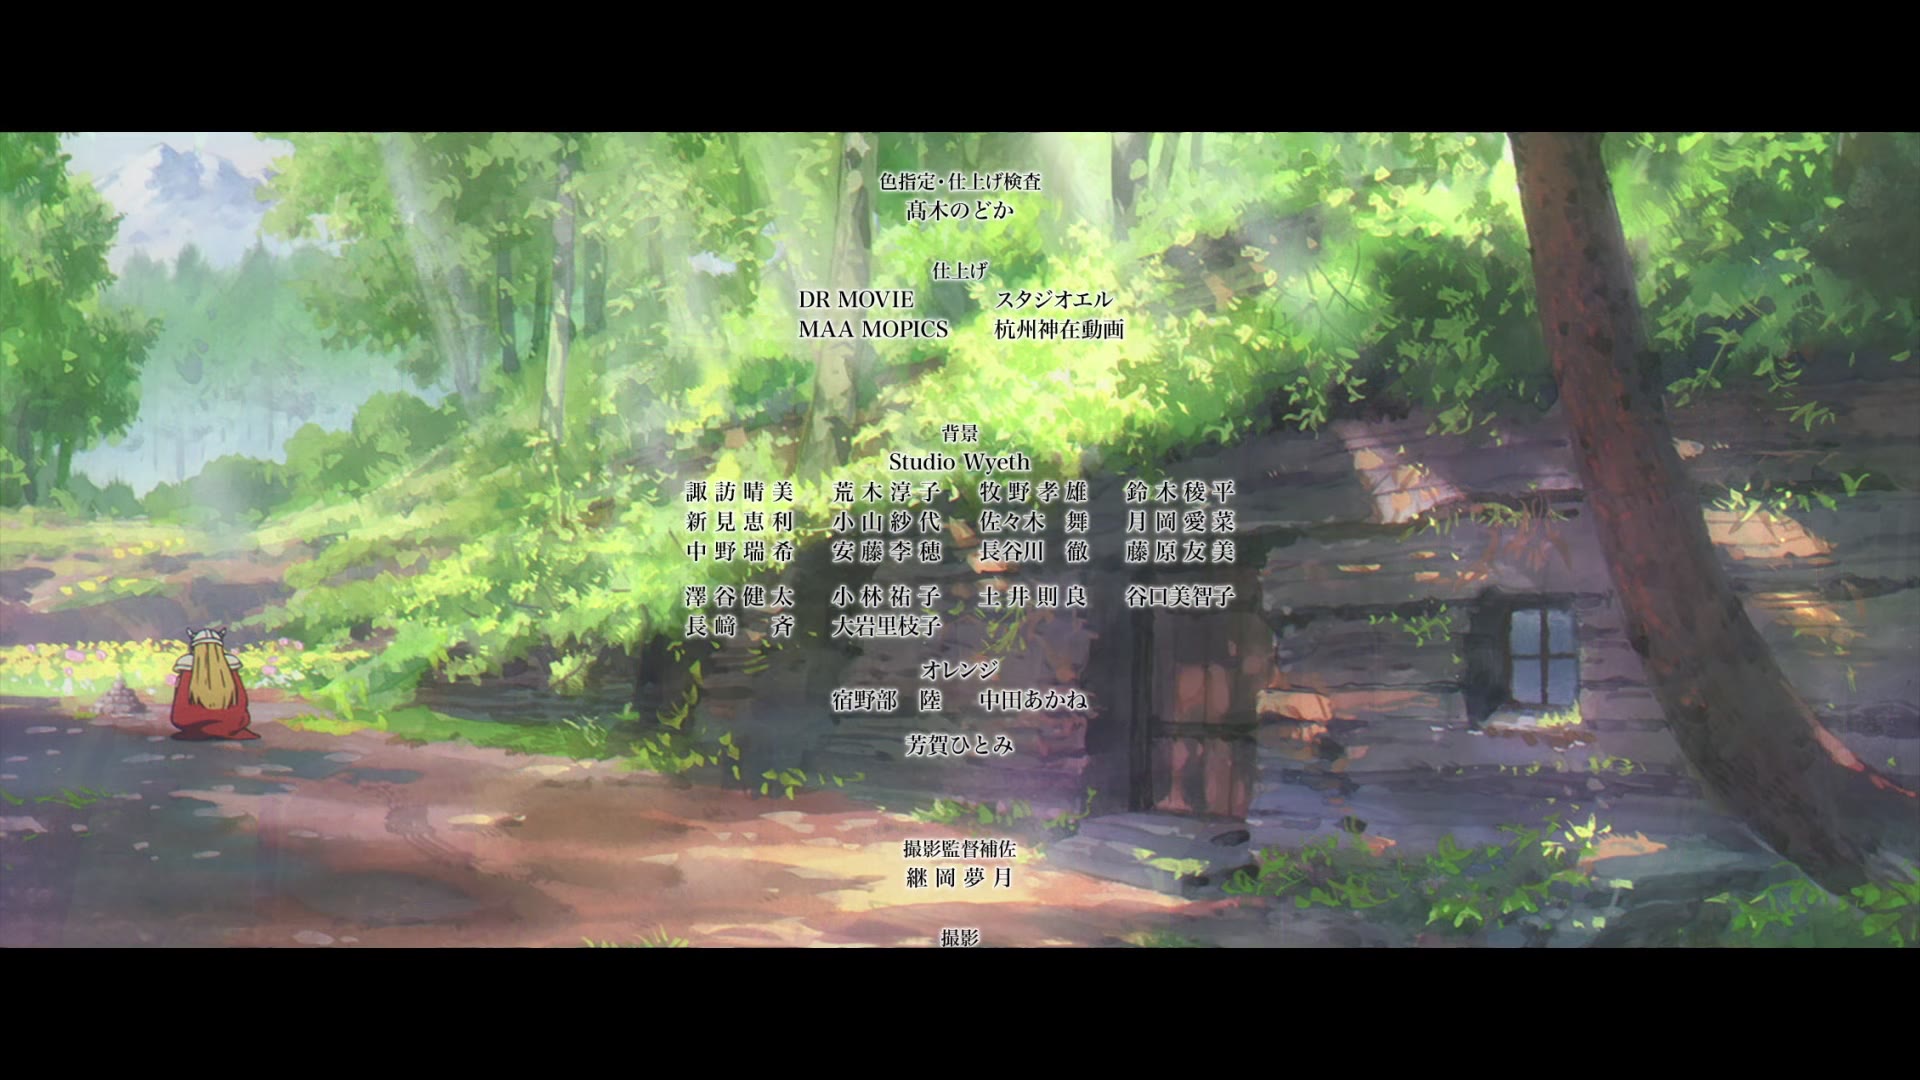 色指定・仕上げ検査
髙木のどか
仕上げ
DR MOVIE　スタジオエル
MAA MOPICS　杭州神在動画
背景
Studio Wyeth
諏訪晴美　荒木淳子　牧野孝雄　鈴木稜平
新見恵利　小山紗代　佐々木　舞　月岡愛菜
中野瑞希　安藤李穂　長谷川　徹　藤原友美
澤谷健太　小林祐子　土井則良　谷口美智子
長﨑　斉　大岩里枝子
オレンジ
宿野部　陸　中田あかね
芳賀ひとみ
撮影監督補佐
継岡夢月
撮影